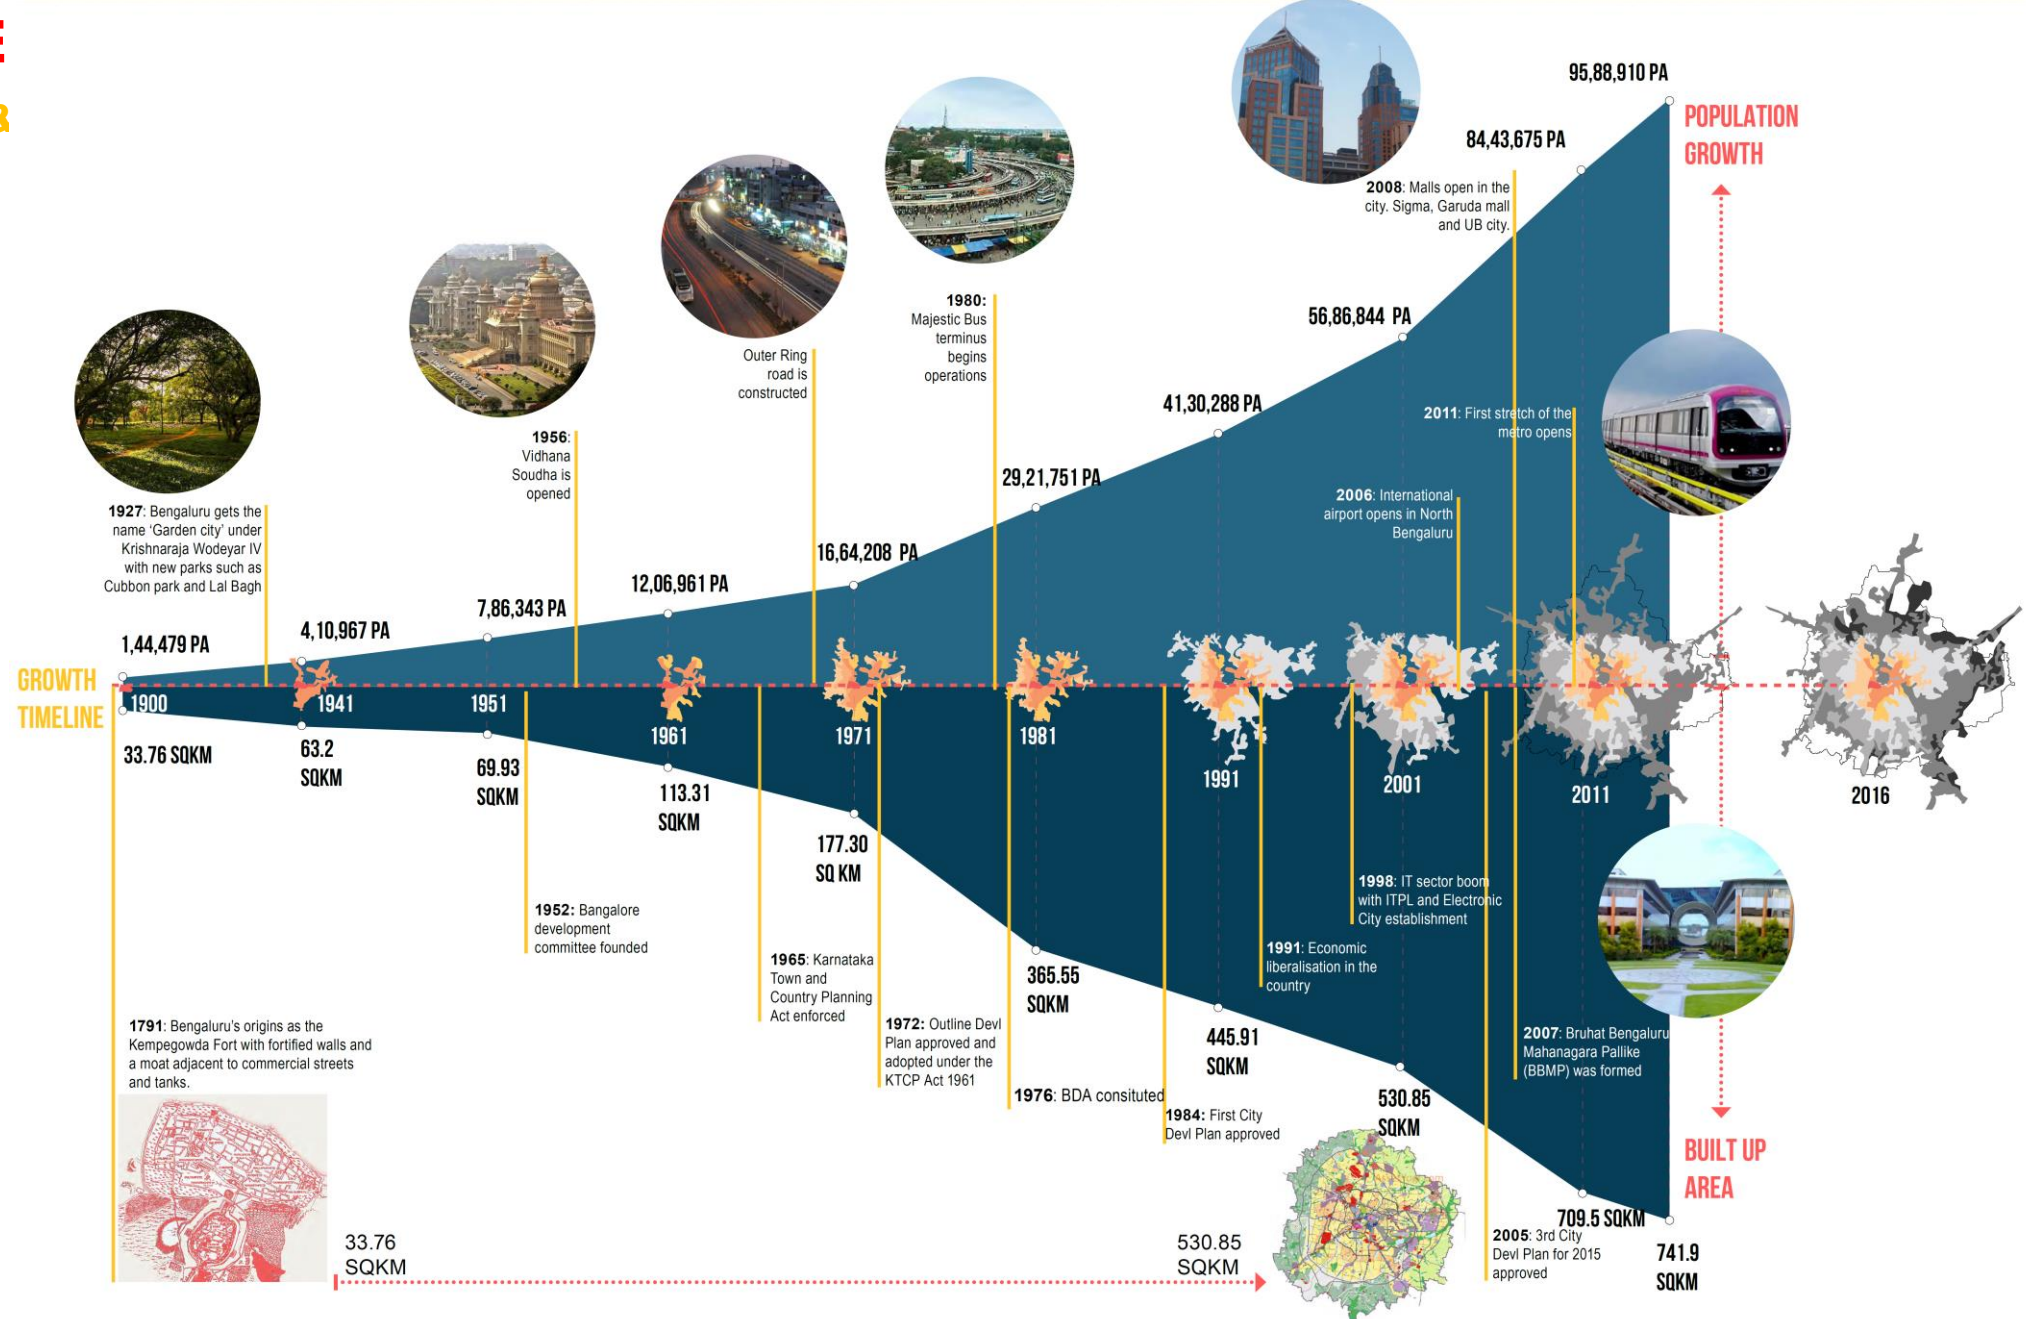 &
95,88,910 PA
POPULATION
GROWTH
84,43,675 PA
2008: Malls open in the
city. Sigma, Garuda mall
and UB city.
1980:
Majestic Bus
terminus
begins
operations
56,86,844 PA
Outer Ring
road is
constructed
41,30,288 PA
2011: First stretch of the
metro opens
1956:
Vidhana
Soudha is
opened
29,21,751 PA
2006: International
airport opens in North
Bengaluru
1927: Bengaluru gets the
name ‘Garden city’ under
Krishnaraja Wodeyar IV
with new parks such as
Cubbon park and Lal Bagh
16,64,208 PA
12,06,961 PA
7,86,343 PA
4,10,967 PA
1,44,479 PA
GROWTH
TIMELINE
1900
1941
1951
1961
1971
1981
1991
2001
2011
2016
33.76 SQKM
63.2
SQKM
69.93
SQKM
113.31
SQKM
177.30
SQ KM
365.55
SQKM
445.91
SQKM
530.85
SQKM
709.5 SQKM
741.9
SQKM
1952: Bangalore
development
committee founded
1965: Karnataka
Town and
Country Planning
Act enforced
1998: IT sector boom
with ITPL and Electronic
City establishment
1991: Economic
liberalisation in the
country
1791: Bengaluru's origins as the
Kempegowda Fort with fortified walls and
a moat adjacent to commercial streets
and tanks.
1972: Outline Devl
Plan approved and
adopted under the
KTCP Act 1961
1976: BDA consituted
1984: First City
Devl Plan approved
2007: Bruhat Bengaluru
Mahanagara Pallike
(BBMP) was formed
BUILT UP
AREA
2005: 3rd City
Devl Plan for 2015
approved
33.76
SQKM
530.85
SQKM